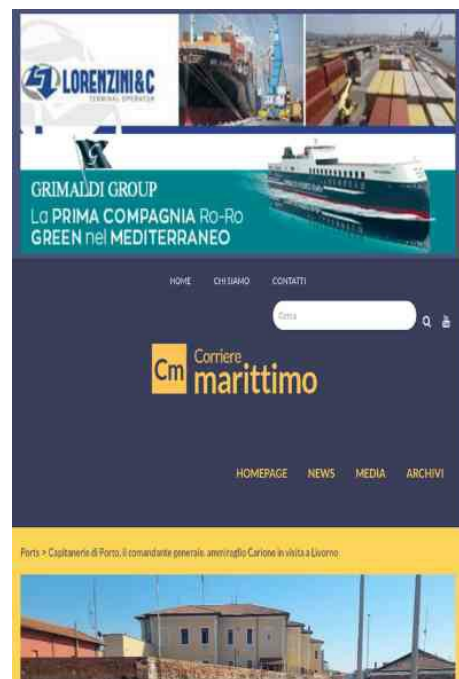 LORENZINI&C
TERMINAL OPERATOR
GRIMALDI GROUP
La PRIMA COMPAGNIA Ro-Ro
GREEN nel MEDITERRANEO
HOME CHI SIAMO CONTATTI
Cerca
Cm Corriere
marittimo
HOMEPAGE NEWS MEDIA ARCHIVI
Ports > Capitanerie di Porto, il comandante generale, ammiraglio Carlone in visita a Livorno